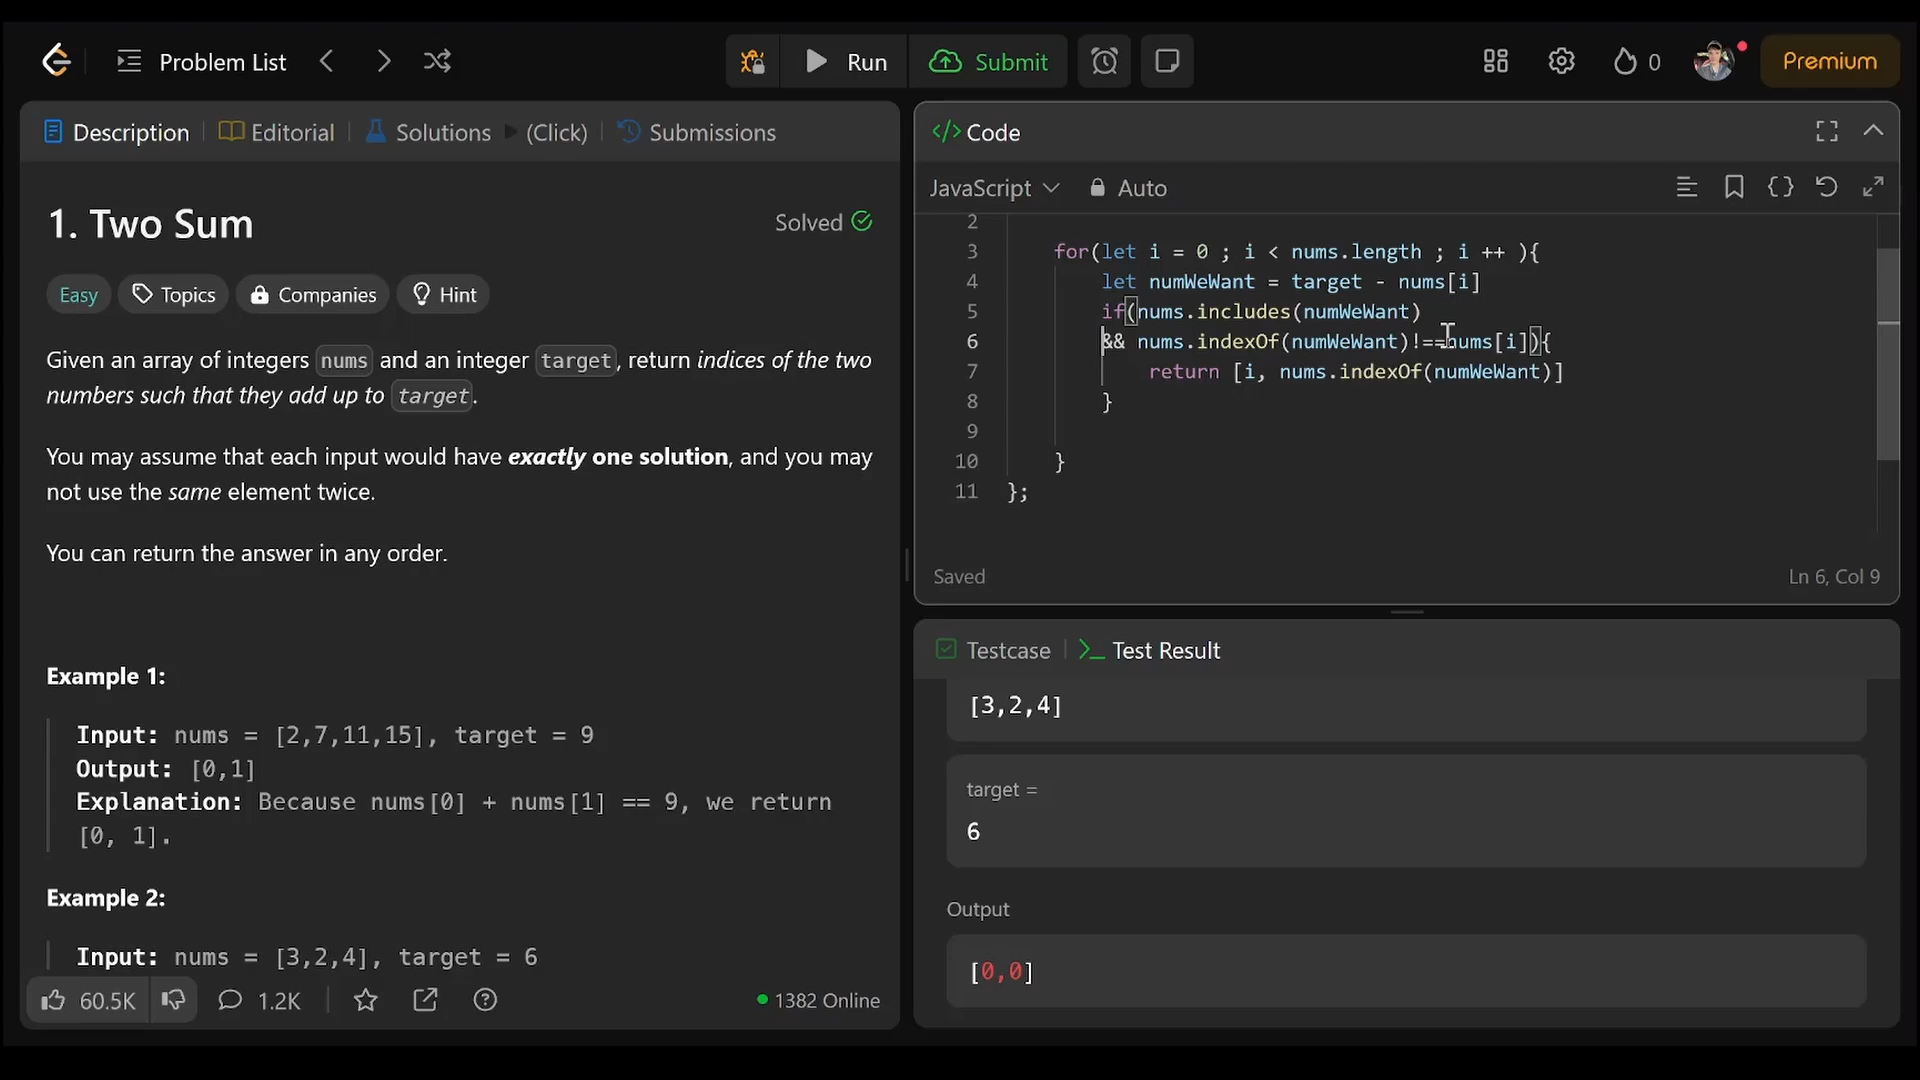 Problem List
Run
Submit
0
Premium
Description
Editorial
Solutions
(Click)
Submissions
1. Two Sum
Solved
Easy
Topics
Companies
Hint
Given an array of integers nums and an integer target, return indices of the two
numbers such that they add up to target.
You may assume that each input would have exactly one solution, and you may
not use the same element twice.
You can return the answer in any order.
Example 1:
Input: nums = [2,7,11,15], target = 9
Output: [0,1]
Explanation: Because nums[0] + nums[1] == 9, we return
[0, 1].
Example 2:
Input: nums = [3,2,4], target = 6
60.5K
1.2K
1382 Online
</> Code
JavaScript
Auto
2
3 for(let i = 0 ; i < nums.length ; i ++ ){
4 let numWeWant = target - nums[i]
5 if(nums.includes(numWeWant)
6 && nums.indexOf(numWeWant)!==nums[i]){
7 return [i, nums.indexOf(numWeWant)]
8 }
9
10 }
11 };
Saved
Ln 6, Col 9
Testcase
>_ Test Result
[3,2,4]
target =
6
Output
[0,0]